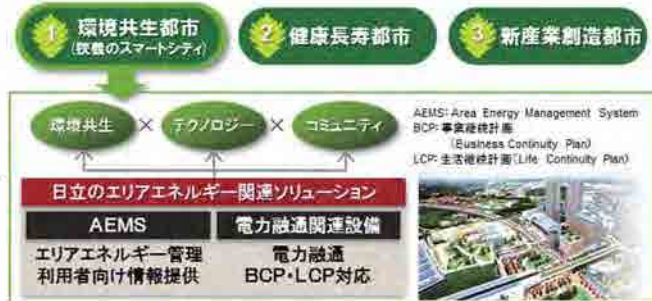 1 環境共生都市
(狭義のスマートシティ)
2 健康長寿都市
3 新産業創造都市
環境共生 × テクノロジー × コミュニティ
AEMS:Area Energy Management System
BCP:事業継続計画
(Business Continuity Plan)
LCP:生活継続計画(Life Continuity Plan)
日立のエリアエネルギー関連ソリューション
AEMS
エリアエネルギー管理
利用者向け情報提供
電力融通関連設備
電力融通
BCP・LCP対応